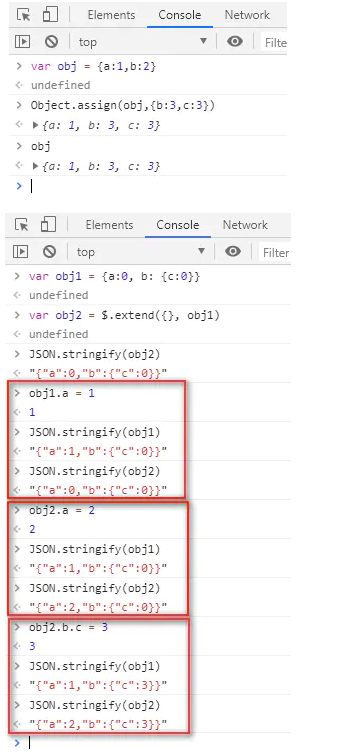 Elements Console Network
top Filte
> var obj = {a:1,b:2}
< undefined
> Object.assign(obj,{b:3,c:3})
< ▶{a: 1, b: 3, c: 3}
> obj
< ▶{a: 1, b: 3, c: 3}
>
Elements Console Network
top Filter
> var obj1 = {a:0, b: {c:0}}
< undefined
> var obj2 = $.extend({}, obj1)
< undefined
> JSON.stringify(obj2)
< "{"a":0,"b":{"c":0}}"
> obj1.a = 1
< 1
> JSON.stringify(obj1)
< "{"a":1,"b":{"c":0}}"
> JSON.stringify(obj2)
< "{"a":0,"b":{"c":0}}"
> obj2.a = 2
< 2
> JSON.stringify(obj1)
< "{"a":1,"b":{"c":0}}"
> JSON.stringify(obj2)
< "{"a":2,"b":{"c":0}}"
> obj2.b.c = 3
< 3
> JSON.stringify(obj1)
< "{"a":1,"b":{"c":3}}"
> JSON.stringify(obj2)
< "{"a":2,"b":{"c":3}}"
>